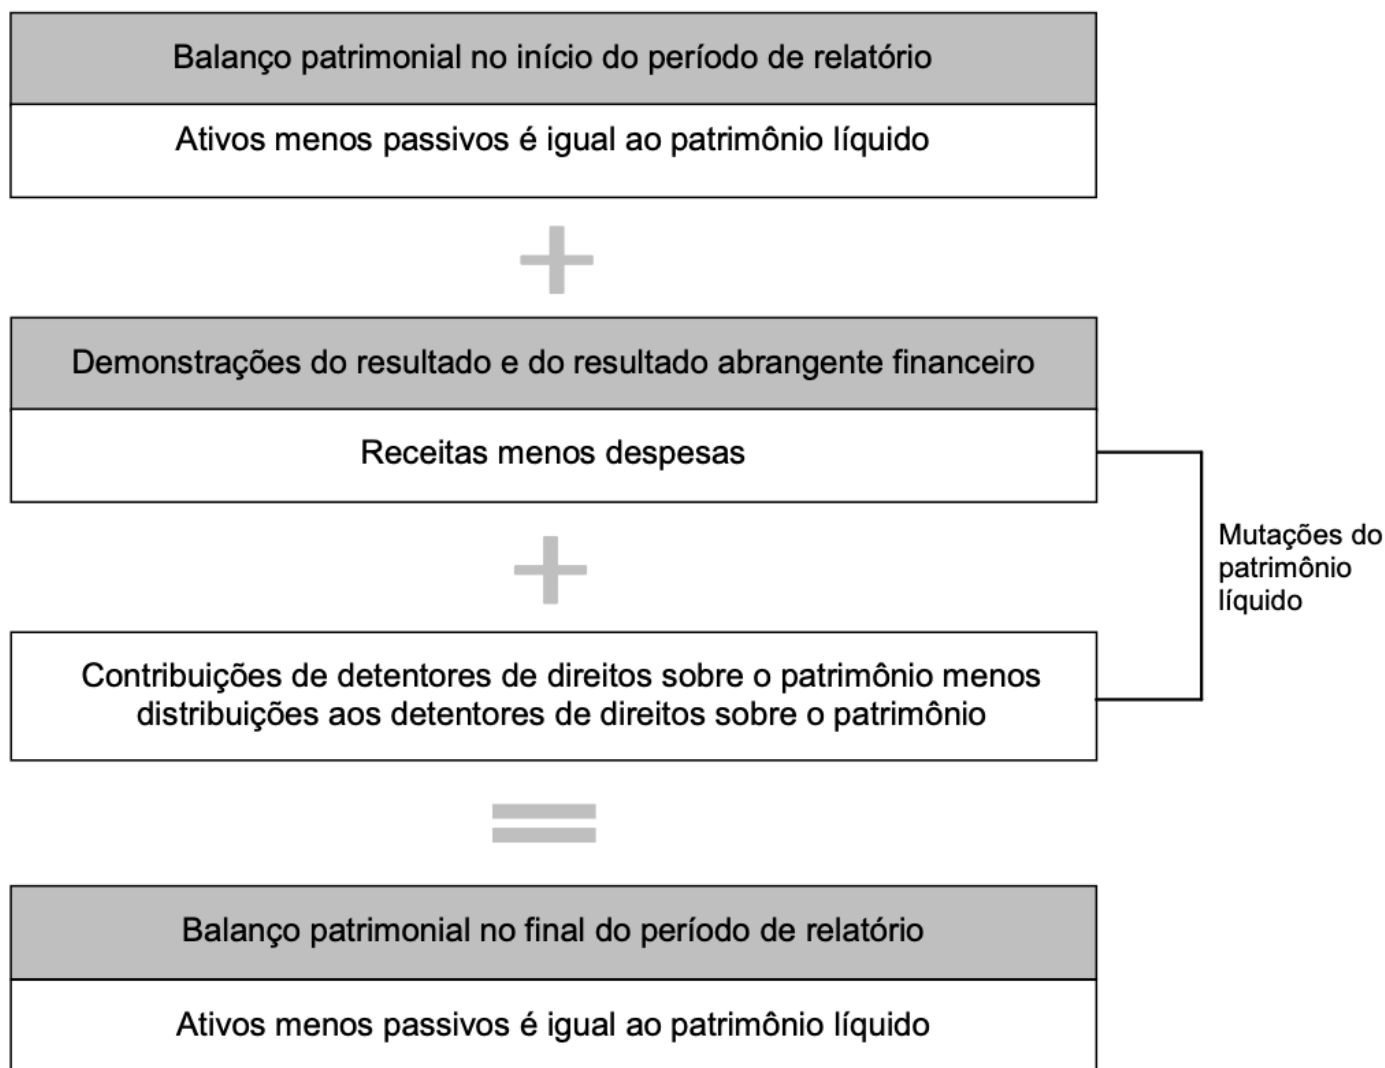 Balanço patrimonial no início do período de relatório
Ativos menos passivos é igual ao patrimônio líquido
+
Demonstrações do resultado e do resultado abrangente financeiro
Receitas menos despesas
+
Mutações do
patrimônio
líquido
Contribuições de detentores de direitos sobre o patrimônio menos
distribuições aos detentores de direitos sobre o patrimônio
=
Balanço patrimonial no final do período de relatório
Ativos menos passivos é igual ao patrimônio líquido